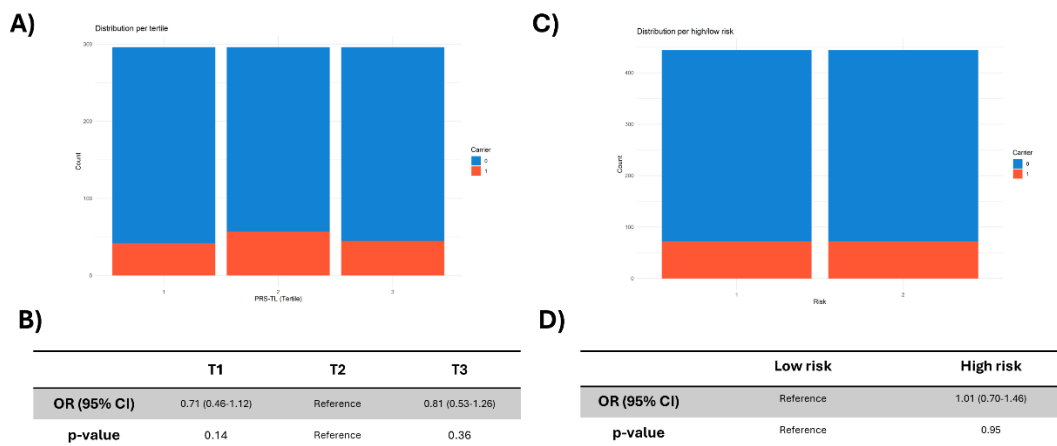 A)
Distribution per tertile
300
200
100
0
Count
1 2 3
PRS-TL (Tertile)
Carrier
0
1
B)
T1 T2 T3
OR (95% CI) 0.71 (0.46-1.12) Reference 0.81 (0.53-1.26)
p-value 0.14 Reference 0.36
C)
Distribution per high/low risk
400
300
200
100
0
Count
1 2
Risk
Carrier
0
1
D)
Low risk High risk
OR (95% CI) Reference 1.01 (0.70-1.46)
p-value Reference 0.95